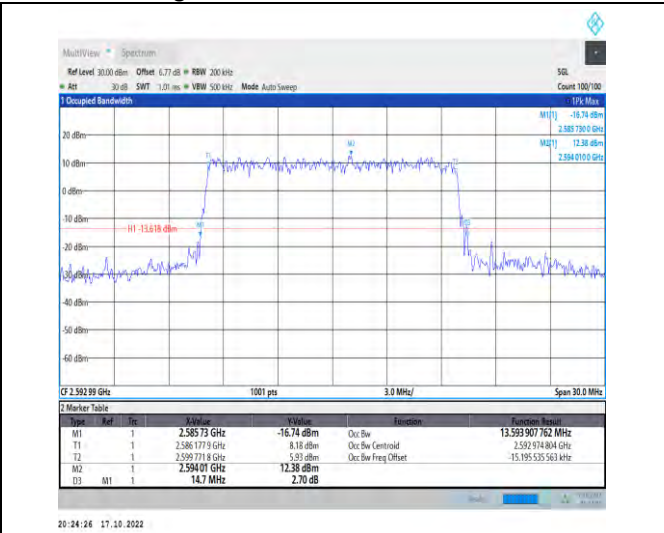 MultiView Spectrum
Ref Level 30.00 dBm Offset 6.77 dB RBW 200 kHz SGL
Att 30 dB SWT 1.01 ms VBW 500 kHz Mode Auto Sweep Count 100/100
1 Occupied Bandwidth 1Pk Max
M1[1] -16.74 dBm
2.585 7300 GHz
M2[1] 12.38 dBm
2.594 0100 GHz
20 dBm
M2
T1
T2
10 dBm
0 dBm
-10 dBm
H1 -13.618 dBm
M1
D3
-30 dBm
-40 dBm
-50 dBm
-60 dBm
CF 2.592 99 GHz 1001 pts 3.0 MHz/ Span 30.0 MHz
2 Marker Table
Type Ref Trc X-Value Y-Value Function Function Result
M1 1 2.585 73 GHz -16.74 dBm Occ Bw 13.593 907 762 MHz
T1 1 2.586 177 9 GHz 8.18 dBm Occ Bw Centroid 2.592 974 804 GHz
T2 1 2.599 771 8 GHz 5.93 dBm Occ Bw Freq Offset -15.195 535 563 kHz
M2 1 2.594 01 GHz 12.38 dBm
D3 M1 1 14.7 MHz 2.70 dB
20:24:26 17.10.2022